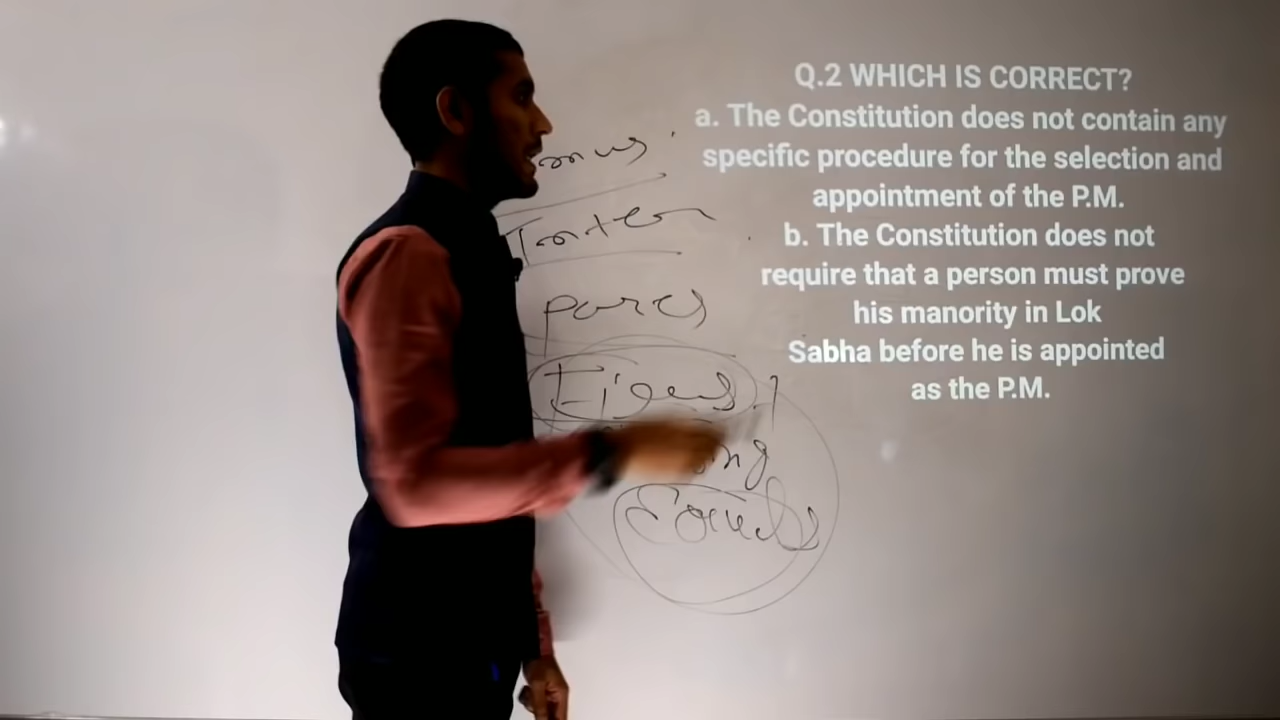 Q.2 WHICH IS CORRECT?
a. The Constitution does not contain any
specific procedure for the selection and
appointment of the P.M.
b. The Constitution does not
require that a person must prove
his manority in Lok
Sabha before he is appointed
as the P.M.
Inter
pares